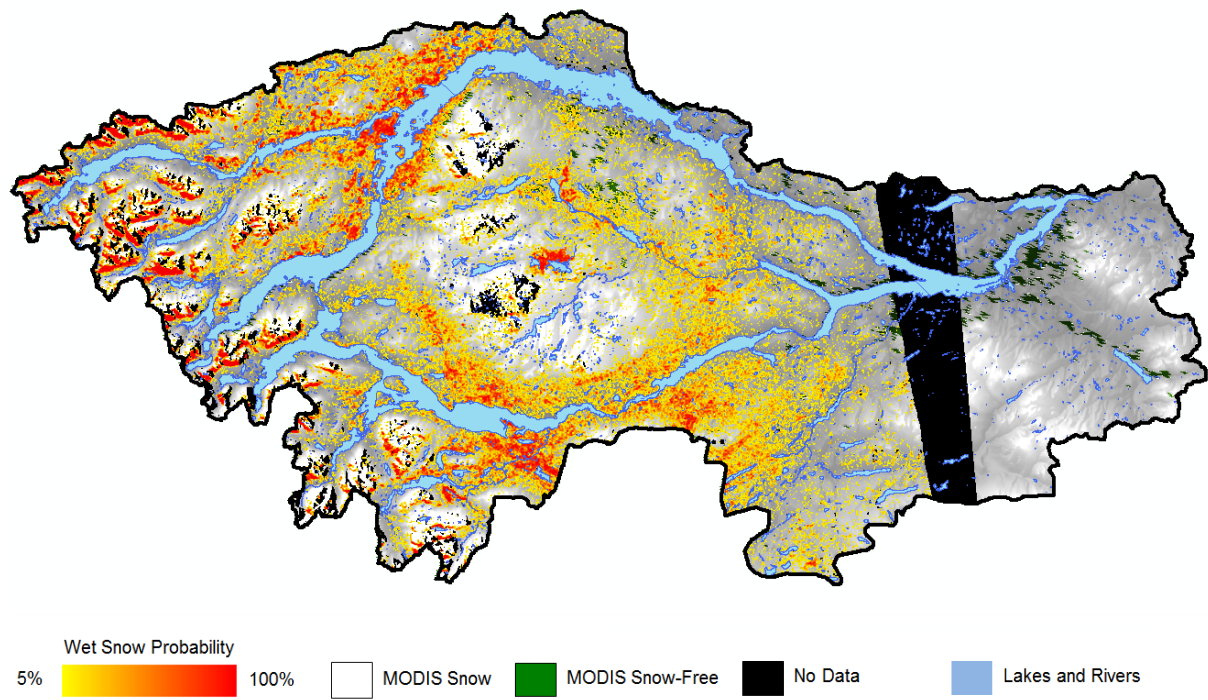 Wet Snow Probability
5% 100% MODIS Snow MODIS Snow-Free No Data Lakes and Rivers